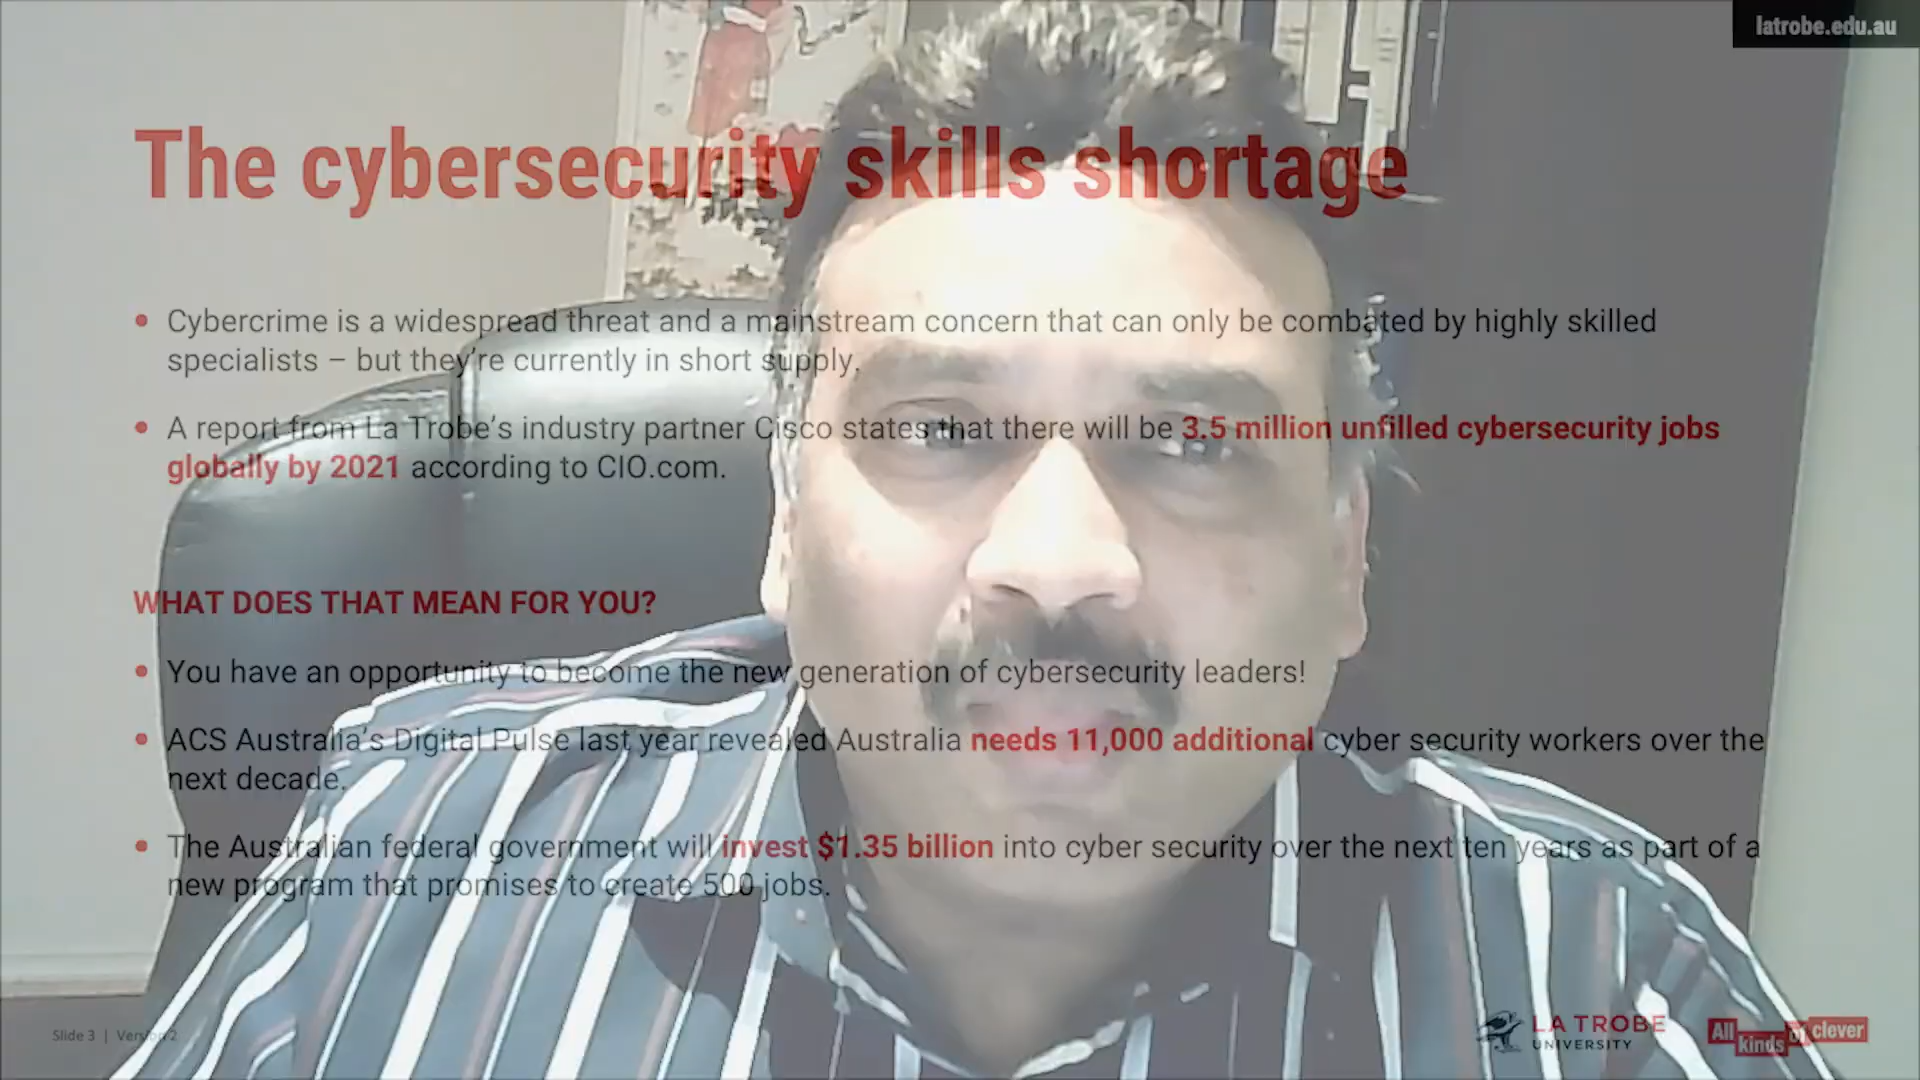 latrobe.edu.au
The cybersecurity skills shortage
• Cybercrime is a widespread threat and a mainstream concern that can only be combated by highly skilled
specialists – but they're currently in short supply.
• A report from La Trobe's industry partner Cisco states that there will be 3.5 million unfilled cybersecurity jobs
globally by 2021 according to CIO.com.
WHAT DOES THAT MEAN FOR YOU?
• You have an opportunity to become the new generation of cybersecurity leaders!
• ACS Australia's Digital Pulse last year revealed Australia needs 11,000 additional cyber security workers over the
next decade.
• The Australian federal government will invest $1.35 billion into cyber security over the next ten years as part of a
new program that promises to create 500 jobs.
Slide 3 | Version 2
LA TROBE
UNIVERSITY
All kinds of clever